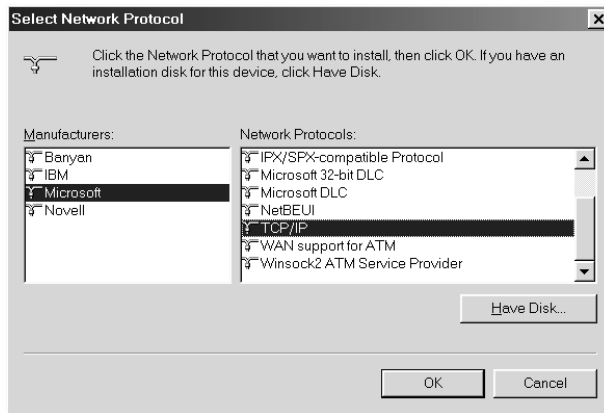 Select Network Protocol
Click the Network Protocol that you want to install, then click OK. If you have an
installation disk for this device, click Have Disk.
Manufacturers:
Banyan
IBM
Microsoft
Novell
Network Protocols:
IPX/SPX-compatible Protocol
Microsoft 32-bit DLC
Microsoft DLC
NetBEUI
TCP/IP
WAN support for ATM
Winsock2 ATM Service Provider
Have Disk...
OK
Cancel